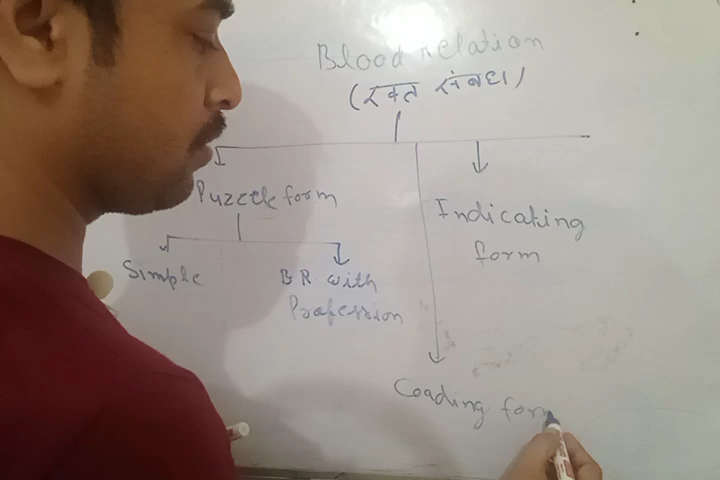 Blood relation
(रक्त संबंध)
Puzzle form
Indicating
form
Simple
BR with
Profession
Coading form